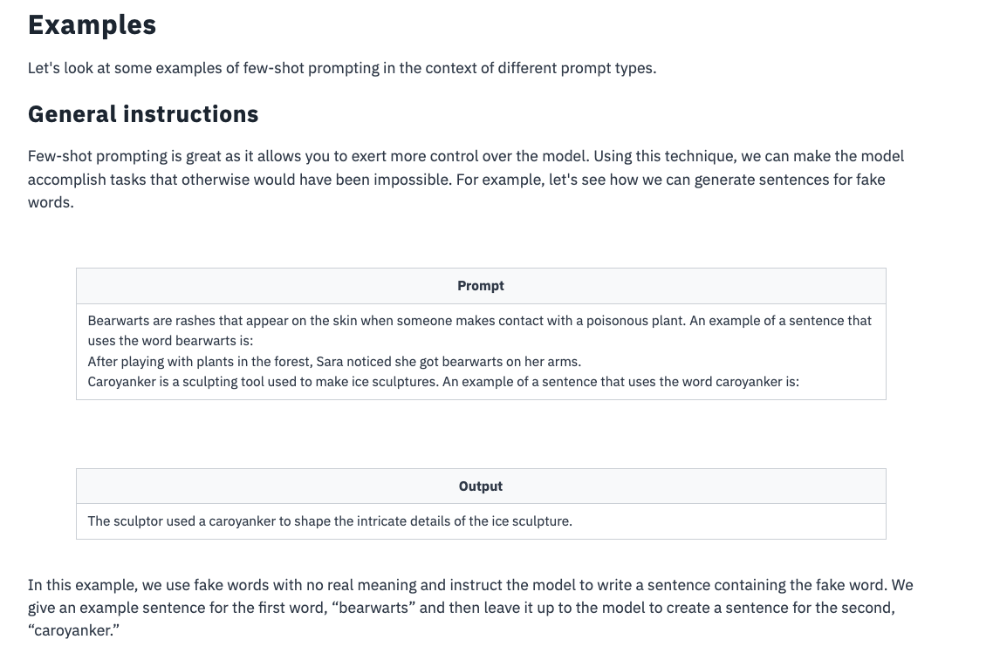 Examples
Let's look at some examples of few-shot prompting in the context of different prompt types.
General instructions
Few-shot prompting is great as it allows you to exert more control over the model. Using this technique, we can make the model
accomplish tasks that otherwise would have been impossible. For example, let's see how we can generate sentences for fake
words.
Prompt
Bearwarts are rashes that appear on the skin when someone makes contact with a poisonous plant. An example of a sentence that
uses the word bearwarts is:
After playing with plants in the forest, Sara noticed she got bearwarts on her arms.
Caroyanker is a sculpting tool used to make ice sculptures. An example of a sentence that uses the word caroyanker is:
Output
The sculptor used a caroyanker to shape the intricate details of the ice sculpture.
In this example, we use fake words with no real meaning and instruct the model to write a sentence containing the fake word. We
give an example sentence for the first word, “bearwarts” and then leave it up to the model to create a sentence for the second,
“caroyanker.”